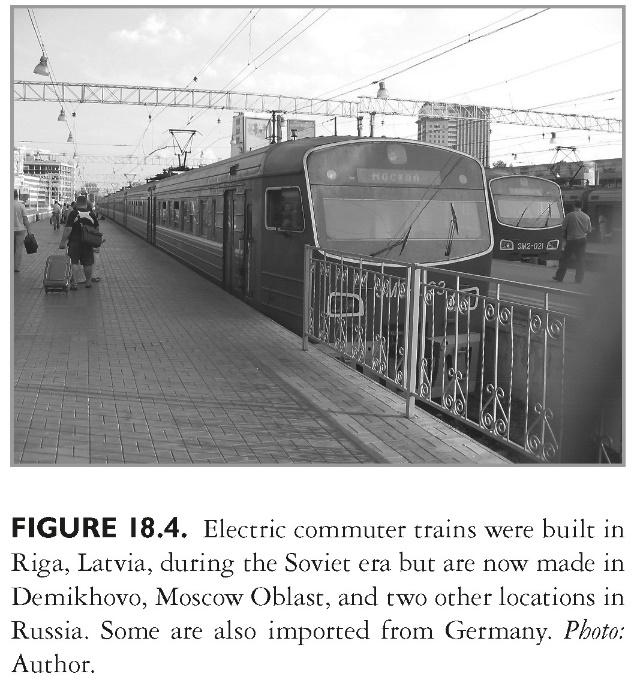 МОСКВА
ЭМ2-021
ЭМ
FIGURE 18.4. Electric commuter trains were built in
Riga, Latvia, during the Soviet era but are now made in
Demikhovo, Moscow Oblast, and two other locations in
Russia. Some are also imported from Germany. Photo:
Author.